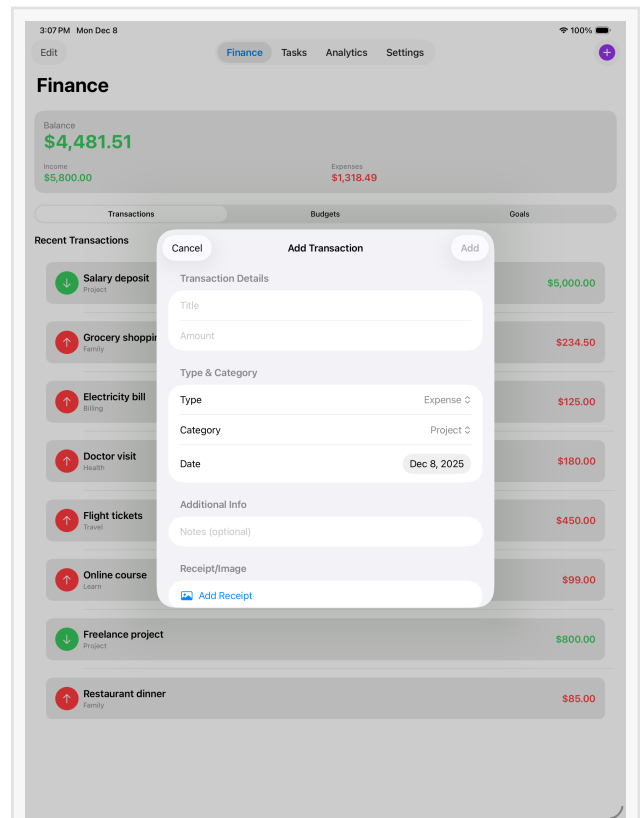 3:07 PM Mon Dec 8 100%
Edit Finance Tasks Analytics Settings
Finance
Balance
$4,481.51
Income Expenses
$5,800.00 $1,318.49
Transactions Budgets Goals
Recent Transactions
Cancel Add Transaction Add
Transaction Details
Title
Amount
Type & Category
Type Expense
Category Project
Date Dec 8, 2025
Additional Info
Notes (optional)
Receipt/Image
Add Receipt
Salary deposit $5,000.00
Project
Grocery shoppin $234.50
Family
Electricity bill $125.00
Billing
Doctor visit $180.00
Health
Flight tickets $450.00
Travel
Online course $99.00
Learn
Freelance project $800.00
Project
Restaurant dinner $85.00
Family